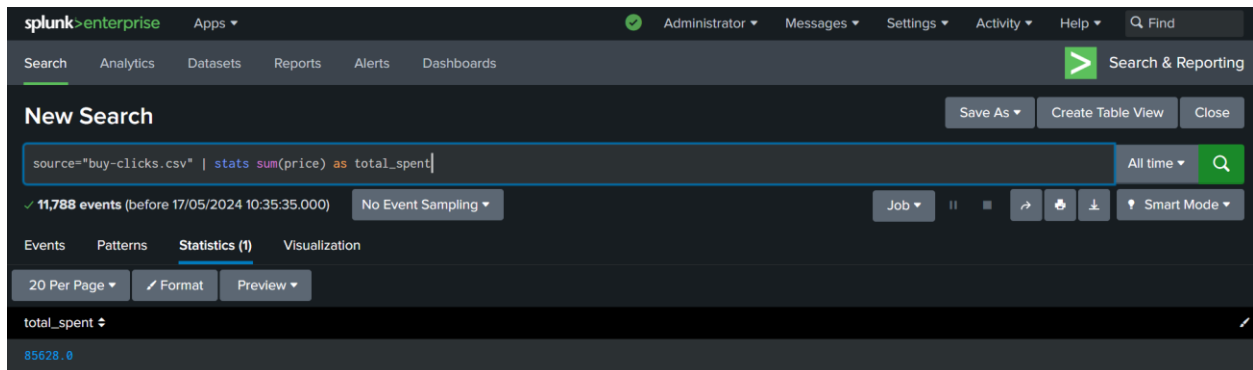 splunk>enterprise Apps Administrator Messages Settings Activity Help Find
Search Analytics Datasets Reports Alerts Dashboards Search & Reporting
New Search Save As Create Table View Close
source="buy-clicks.csv" | stats sum(price) as total_spent All time
11,788 events (before 17/05/2024 10:35:35.000) No Event Sampling Job Smart Mode
Events Patterns Statistics (1) Visualization
20 Per Page Format Preview
total_spent
85628.0